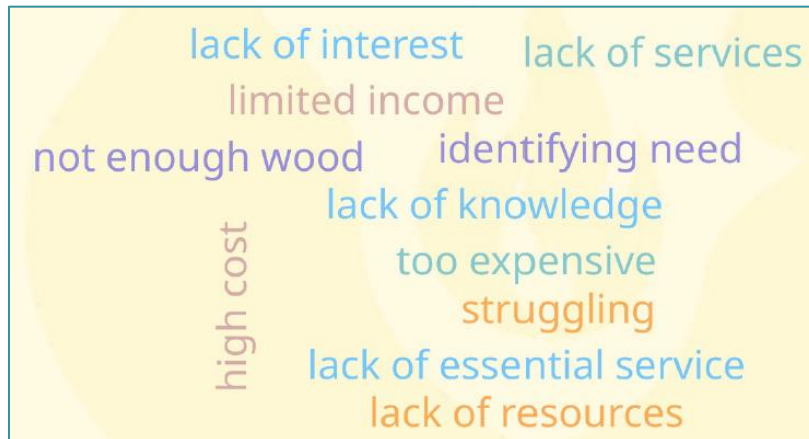 lack of interest
lack of services
limited income
not enough wood
identifying need
lack of knowledge
high cost
too expensive
struggling
lack of essential service
lack of resources